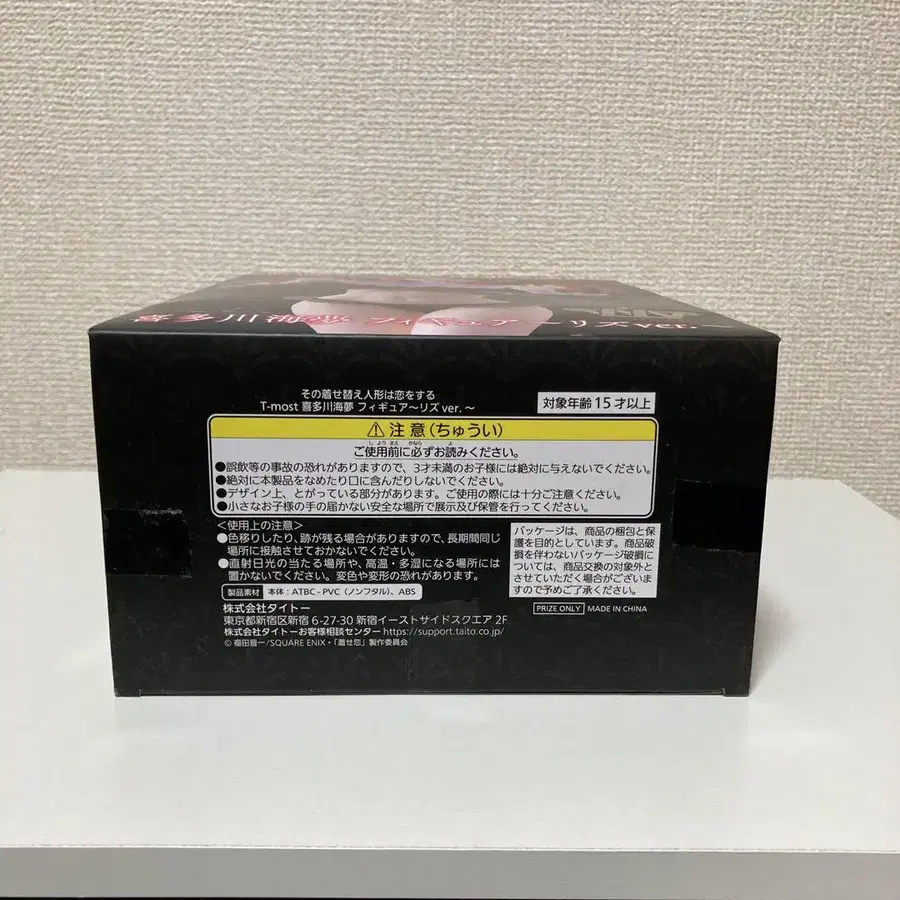 喜多川海夢 フィギュア ～リズver.～
その着せ替え人形は恋をする
T-most 喜多川海夢 フィギュア～リズ ver. ～
対象年齢 15 才以上
⚠ 注 意 (ちゅうい)
しようまえ かなら よ
ご使用前に必ずお読みください。
●誤飲等の事故の恐れがありますので、3才未満のお子様には絶対に与えないでください。
●絶対に本製品をなめたり口に含んだりしないでください。
●デザイン上、とがっている部分があります。ご使用の際には十分ご注意ください。
●小さなお子様の手の届かない安全な場所で展示及び保管を行ってください。
＜使用上の注意＞
●色移りしたり、跡が残る場合がありますので、長期間同じ
場所に接触させておかないでください。
●直射日光の当たる場所や、高温・多湿になる場所には
置かないでください。変色や変形の恐れがあります。
製品素材 本体：ATBC-PVC（ノンフタル）、ABS
株式会社タイトー
東京都新宿区新宿 6-27-30 新宿イーストサイドスクエア 2F
株式会社タイトーお客様相談センター https://support.taito.co.jp/
© 福田晋一/SQUARE ENIX・「着せ恋」製作委員会
パッケージは、商品の梱包と保
護を目的としています。商品破
損を伴わないパッケージ破損に
ついては、商品交換の対象外と
させていただく場合がございま
すので予めご了承ください。
PRIZE ONLY MADE IN CHINA